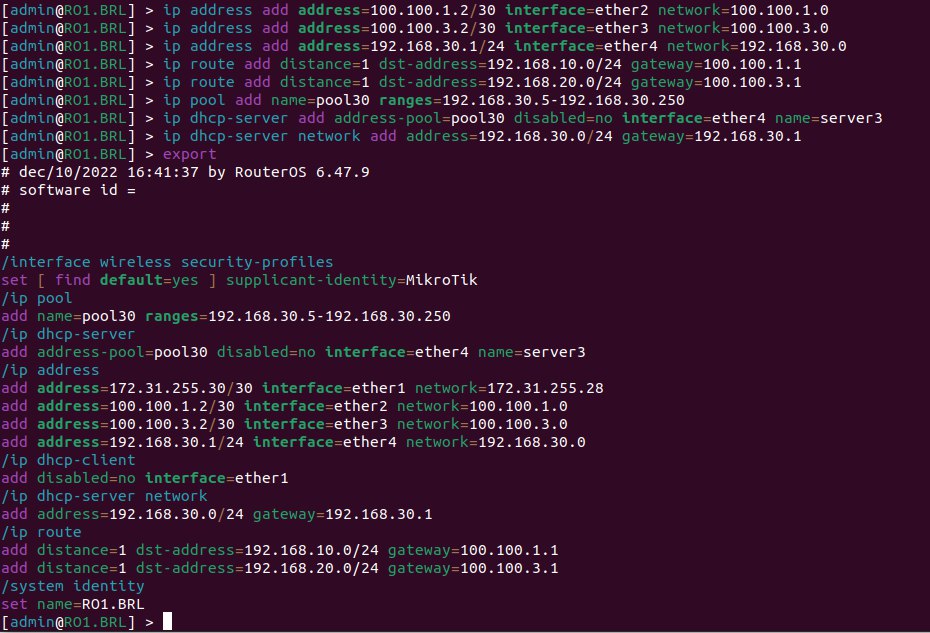 [admin@RO1.BRL] > ip address add address=100.100.1.2/30 interface=ether2 network=100.100.1.0
[admin@RO1.BRL] > ip address add address=100.100.3.2/30 interface=ether3 network=100.100.3.0
[admin@RO1.BRL] > ip address add address=192.168.30.1/24 interface=ether4 network=192.168.30.0
[admin@RO1.BRL] > ip route add distance=1 dst-address=192.168.10.0/24 gateway=100.100.1.1
[admin@RO1.BRL] > ip route add distance=1 dst-address=192.168.20.0/24 gateway=100.100.3.1
[admin@RO1.BRL] > ip pool add name=pool30 ranges=192.168.30.5-192.168.30.250
[admin@RO1.BRL] > ip dhcp-server add address-pool=pool30 disabled=no interface=ether4 name=server3
[admin@RO1.BRL] > ip dhcp-server network add address=192.168.30.0/24 gateway=192.168.30.1
[admin@RO1.BRL] > export
# dec/10/2022 16:41:37 by RouterOS 6.47.9
# software id =
#
#
#
/interface wireless security-profiles
set [ find default=yes ] supplicant-identity=MikroTik
/ip pool
add name=pool30 ranges=192.168.30.5-192.168.30.250
/ip dhcp-server
add address-pool=pool30 disabled=no interface=ether4 name=server3
/ip address
add address=172.31.255.30/30 interface=ether1 network=172.31.255.28
add address=100.100.1.2/30 interface=ether2 network=100.100.1.0
add address=100.100.3.2/30 interface=ether3 network=100.100.3.0
add address=192.168.30.1/24 interface=ether4 network=192.168.30.0
/ip dhcp-client
add disabled=no interface=ether1
/ip dhcp-server network
add address=192.168.30.0/24 gateway=192.168.30.1
/ip route
add distance=1 dst-address=192.168.10.0/24 gateway=100.100.1.1
add distance=1 dst-address=192.168.20.0/24 gateway=100.100.3.1
/system identity
set name=RO1.BRL
[admin@RO1.BRL] >